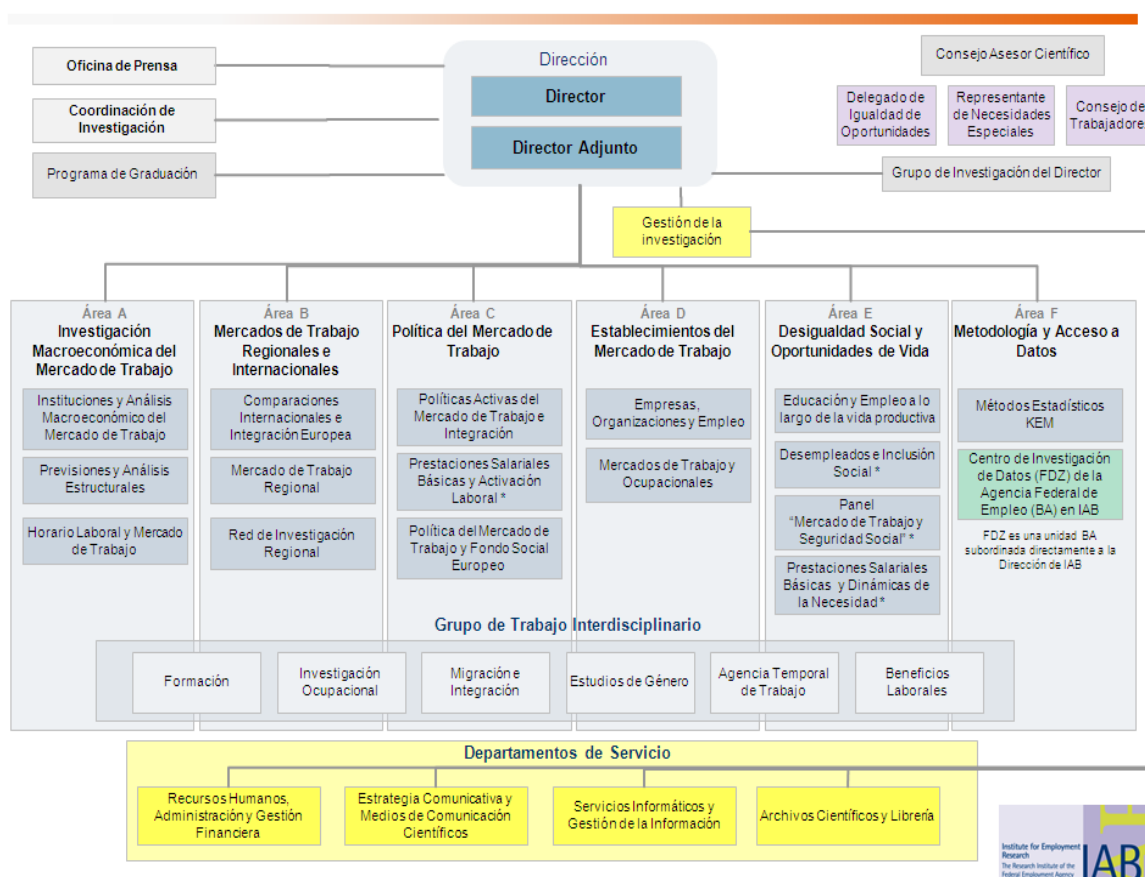 Dirección
Director
Director Adjunto
Oficina de Prensa
Coordinación de
Investigación
Programa de Graduación
Consejo Asesor Científico
Delegado de
Igualdad de
Oportunidades
Representante
de Necesidades
Especiales
Consejo de
Trabajadore
Grupo de Investigación del Director
Gestión de la
investigación
Área A
Investigación
Macroeconómica del
Mercado de Trabajo
Instituciones y Análisis
Macroeconómico del
Mercado de Trabajo
Previsiones y Análisis
Estructurales
Horario Laboral y Mercado
de Trabajo
Área B
Mercados de Trabajo
Regionales e
Internacionales
Comparaciones
Internacionales e
Integración Europea
Mercado de Trabajo
Regional
Red de Investigación
Regional
Área C
Política del Mercado de
Trabajo
Políticas Activas del
Mercado de Trabajo e
Integración
Prestaciones Salariales
Básicas y Activación
Laboral *
Política del Mercado de
Trabajo y Fondo Social
Europeo
Área D
Establecimientos del
Mercado de Trabajo
Empresas,
Organizaciones y Empleo
Mercados de Trabajo y
Ocupacionales
Área E
Desigualdad Social y
Oportunidades de Vida
Educación y Empleo a lo
largo de la vida productiva
Desempleados e Inclusión
Social *
Panel
“Mercado de Trabajo y
Seguridad Social” *
Prestaciones Salariales
Básicas y Dinámicas de
la Necesidad *
Área F
Metodología y Acceso a
Datos
Métodos Estadísticos
KEM
Centro de Investigación
de Datos (FDZ) de la
Agencia Federal de
Empleo (BA) en IAB
FDZ es una unidad BA
subordinada directamente a la
Dirección de IAB
Grupo de Trabajo Interdisciplinario
Formación
Investigación
Ocupacional
Migración e
Integración
Estudios de Género
Agencia Temporal
de Trabajo
Beneficios
Laborales
Departamentos de Servicio
Recursos Humanos,
Administración y Gestión
Financiera
Estrategia Comunicativa y
Medios de Comunicación
Científicos
Servicios Informáticos y
Gestión de la Información
Archivos Científicos y Librería
Institute for Employment
Research
The Research Institute of the
Federal Employment Agency
IAB